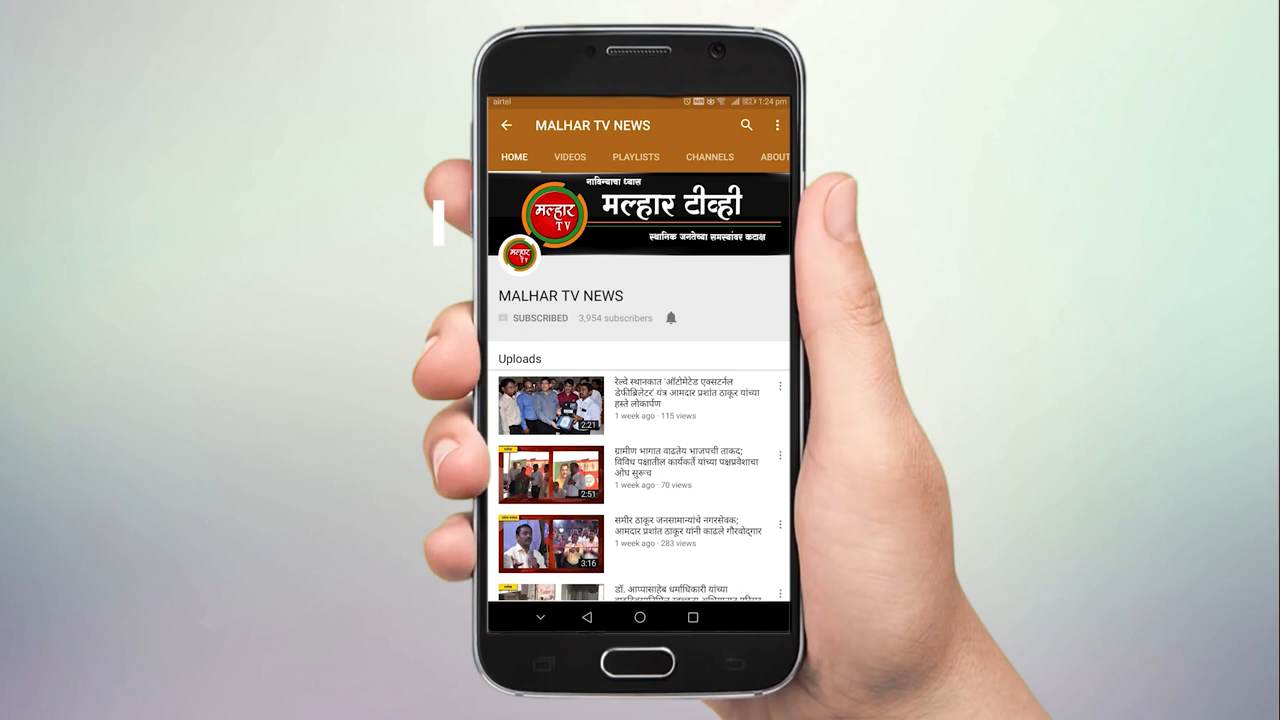 airtel 1:24 pm
MALHAR TV NEWS
HOME VIDEOS PLAYLISTS CHANNELS ABOUT
नाविन्याचा ध्यास
मल्हार टीव्ही
स्थानिक जनतेच्या समस्यांवर कटाक्ष
मल्हार
TV
मल्हार
TV
MALHAR TV NEWS
SUBSCRIBED 3,954 subscribers
Uploads
रेल्वे स्थानकात 'ऑटोमेटेड एक्सटर्नल
डेफीब्रिलेटर' यंत्र आमदार प्रशांत ठाकूर यांच्या
हस्ते लोकार्पण
1 week ago · 115 views
2:21
ग्रामीण भागात वाढतेय भाजपची ताकद;
विविध पक्षातील कार्यकर्ते यांच्या पक्षप्रवेशाचा
ओघ सुरूच
1 week ago · 70 views
2:51
समीर ठाकूर जनसामान्यांचे नगरसेवक;
आमदार प्रशांत ठाकूर यांनी काढले गौरवोद्गार
1 week ago · 283 views
3:16
डॉ. आप्पासाहेब धर्माधिकारी यांच्या